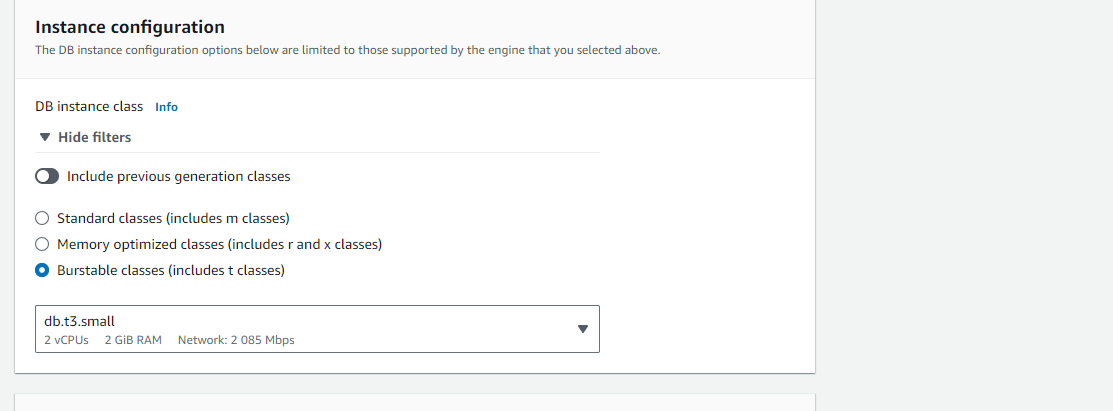 Instance configuration
The DB instance configuration options below are limited to those supported by the engine that you selected above.
DB instance class Info
Hide filters
Include previous generation classes
Standard classes (includes m classes)
Memory optimized classes (includes r and x classes)
Burstable classes (includes t classes)
db.t3.small
2 vCPUs 2 GiB RAM Network: 2 085 Mbps